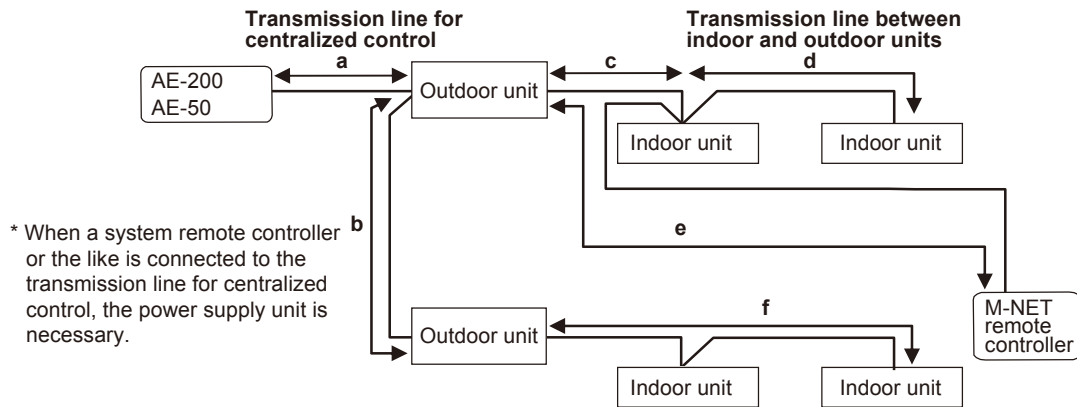 Transmission line for
centralized control
Transmission line between
indoor and outdoor units
a
c
d
AE-200
AE-50
Outdoor unit
Indoor unit
Indoor unit
b
e
* When a system remote controller
or the like is connected to the
transmission line for centralized
control, the power supply unit is
necessary.
M-NET
remote
controller
f
Outdoor unit
Indoor unit
Indoor unit